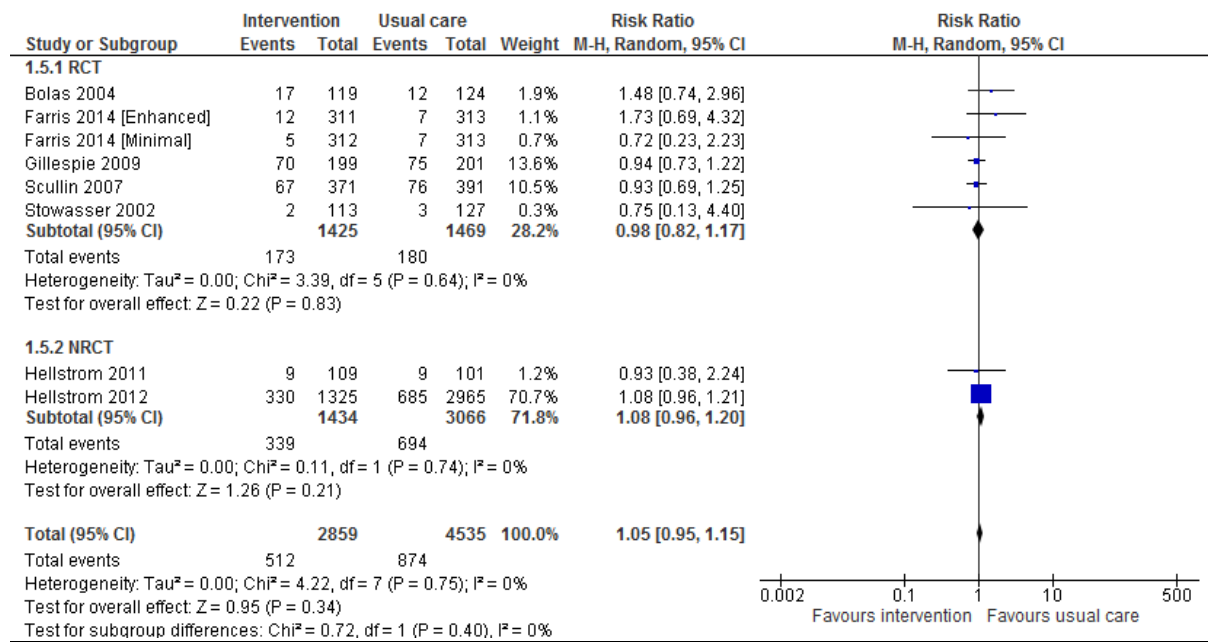 Intervention Usual care Risk Ratio Risk Ratio
Study or Subgroup Events Total Events Total Weight M-H, Random, 95% CI M-H, Random, 95% CI
1.5.1 RCT
Bolas 2004 17 119 12 124 1.9% 1.48 [0.74, 2.96]
Farris 2014 [Enhanced] 12 311 7 313 1.1% 1.73 [0.69, 4.32]
Farris 2014 [Minimal] 5 312 7 313 0.7% 0.72 [0.23, 2.23]
Gillespie 2009 70 199 75 201 13.6% 0.94 [0.73, 1.22]
Scullin 2007 67 371 76 391 10.5% 0.93 [0.69, 1.25]
Stowasser 2002 2 113 3 127 0.3% 0.75 [0.13, 4.40]
Subtotal (95% CI) 1425 1469 28.2% 0.98 [0.82, 1.17]
Total events 173 180
Heterogeneity: Tau² = 0.00; Chi² = 3.39, df = 5 (P = 0.64); I² = 0%
Test for overall effect: Z = 0.22 (P = 0.83)
1.5.2 NRCT
Hellstrom 2011 9 109 9 101 1.2% 0.93 [0.38, 2.24]
Hellstrom 2012 330 1325 685 2965 70.7% 1.08 [0.96, 1.21]
Subtotal (95% CI) 1434 3066 71.8% 1.08 [0.96, 1.20]
Total events 339 694
Heterogeneity: Tau² = 0.00; Chi² = 0.11, df = 1 (P = 0.74); I² = 0%
Test for overall effect: Z = 1.26 (P = 0.21)
Total (95% CI) 2859 4535 100.0% 1.05 [0.95, 1.15]
Total events 512 874
Heterogeneity: Tau² = 0.00; Chi² = 4.22, df = 7 (P = 0.75); I² = 0%
Test for overall effect: Z = 0.95 (P = 0.34)
Test for subgroup differences: Chi² = 0.72, df = 1 (P = 0.40), I² = 0%
0.002 0.1 1 10 500
Favours intervention Favours usual care